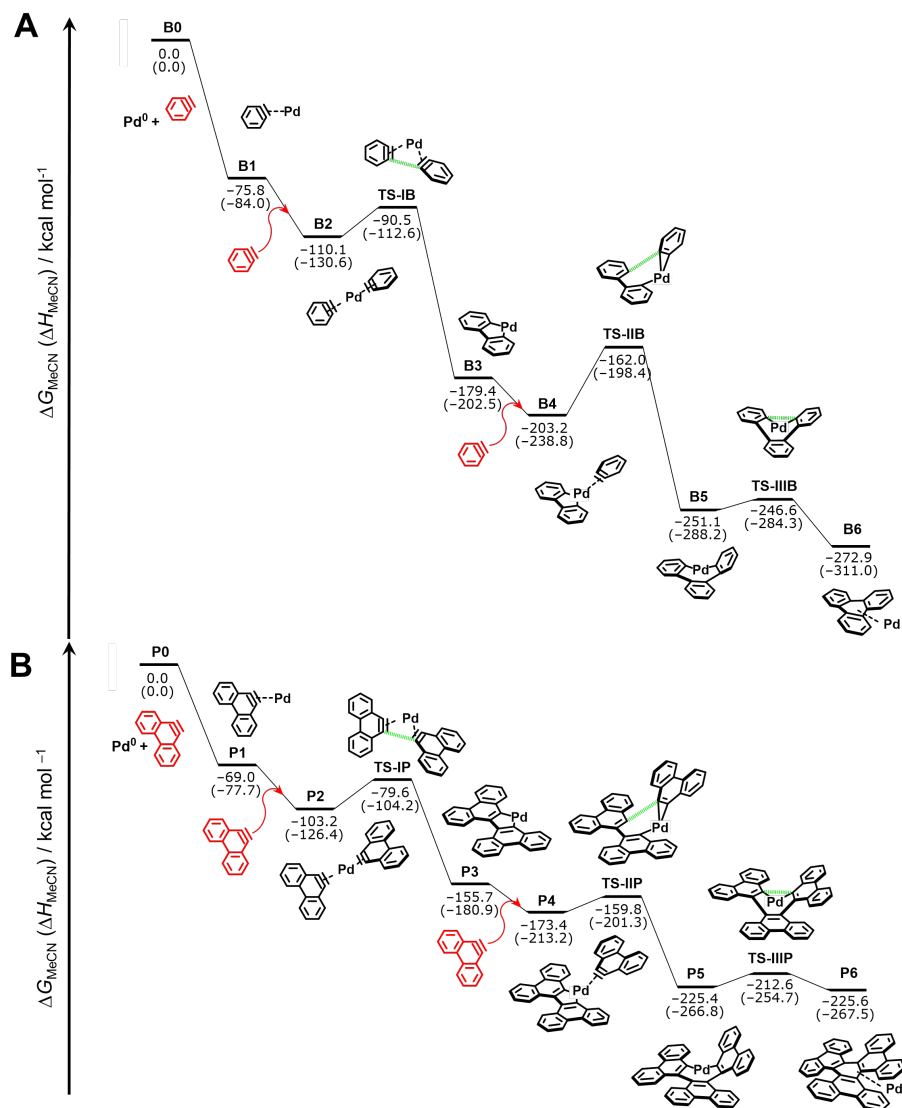 A
ΔG_MeCN (ΔH_MeCN) / kcal mol⁻¹
B0
0.0
(0.0)
Pd⁰ +
Pd
B1
−75.8
(−84.0)
B2
−110.1
(−130.6)
Pd
Pd
TS-IB
−90.5
(−112.6)
Pd
B3
−179.4
(−202.5)
B4
−203.2
(−238.8)
Pd
Pd
TS-IIB
−162.0
(−198.4)
B5
−251.1
(−288.2)
Pd
Pd
TS-IIIB
−246.6
(−284.3)
B6
−272.9
(−311.0)
Pd
B
ΔG_MeCN (ΔH_MeCN) / kcal mol⁻¹
P0
0.0
(0.0)
Pd⁰ +
Pd
P1
−69.0
(−77.7)
P2
−103.2
(−126.4)
Pd
Pd
TS-IP
−79.6
(−104.2)
Pd
P3
−155.7
(−180.9)
P4
−173.4
(−213.2)
Pd
Pd
TS-IIP
−159.8
(−201.3)
P5
−225.4
(−266.8)
Pd
Pd
TS-IIIP
−212.6
(−254.7)
P6
−225.6
(−267.5)
Pd